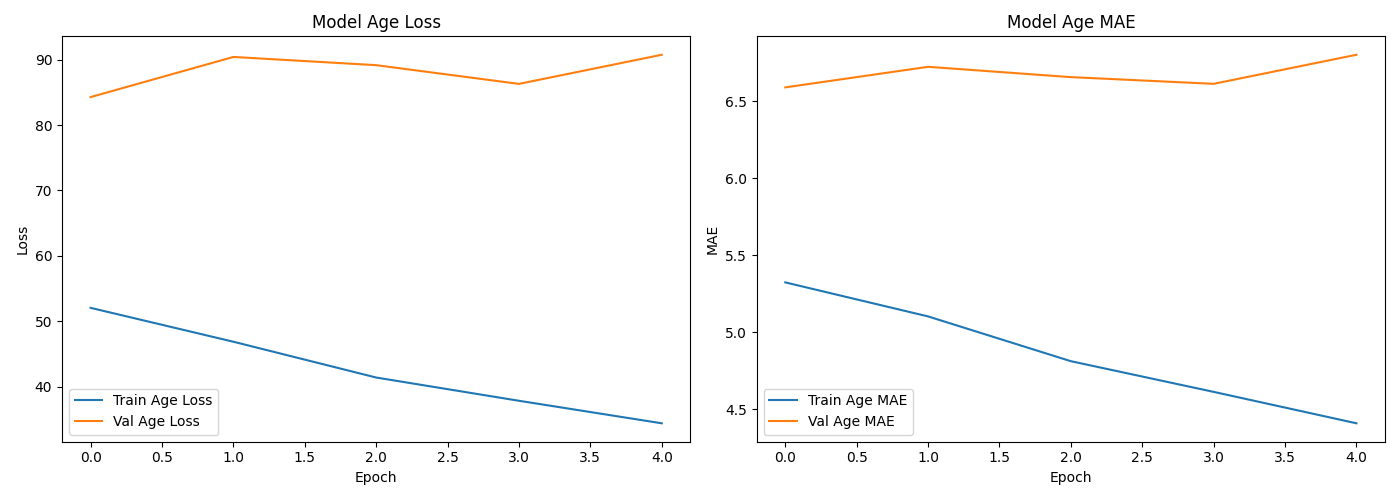 Model Age Loss
90
80
70
60
50
40
Loss
Train Age Loss
Val Age Loss
0.0 0.5 1.0 1.5 2.0 2.5 3.0 3.5 4.0
Epoch
Model Age MAE
6.5
6.0
5.5
5.0
4.5
MAE
Train Age MAE
Val Age MAE
0.0 0.5 1.0 1.5 2.0 2.5 3.0 3.5 4.0
Epoch